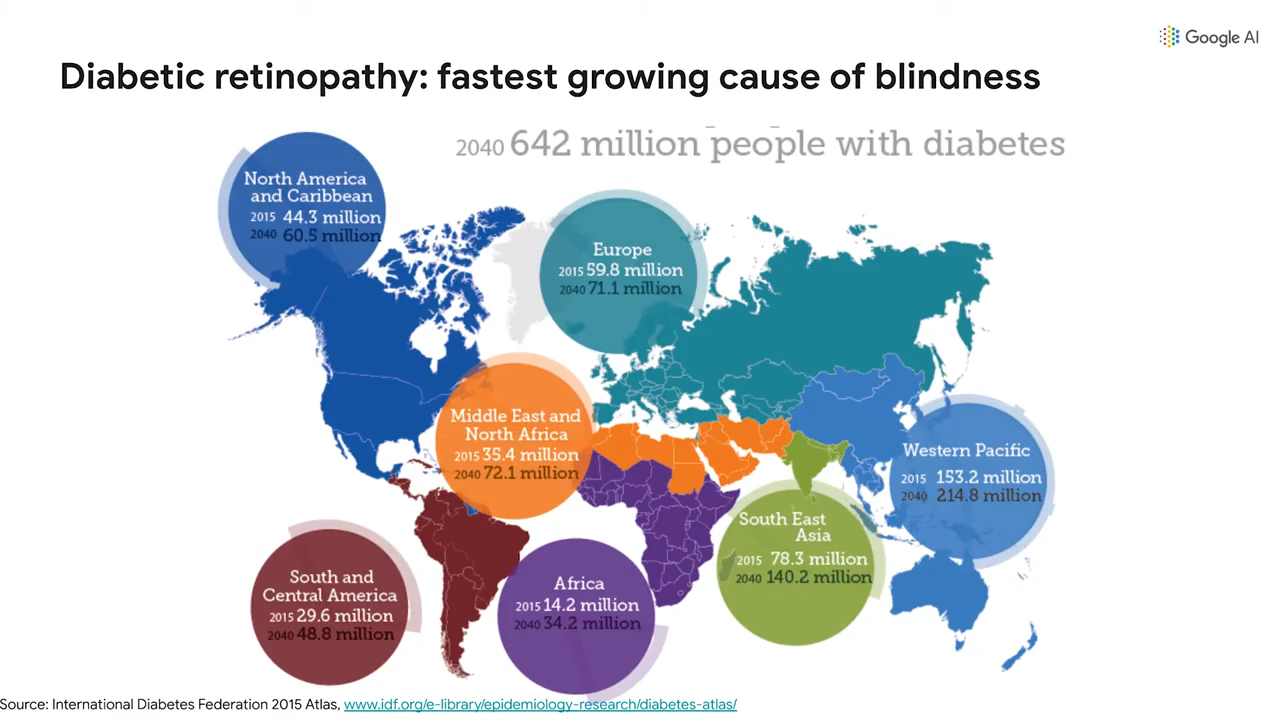 Google AI
Diabetic retinopathy: fastest growing cause of blindness
2040 642 million people with diabetes
North America
and Caribbean
2015 44.3 million
2040 60.5 million
Europe
2015 59.8 million
2040 71.1 million
Middle East and
North Africa
2015 35.4 million
2040 72.1 million
Western Pacific
2015 153.2 million
2040 214.8 million
South East
Asia
2015 78.3 million
2040 140.2 million
South and
Central America
2015 29.6 million
2040 48.8 million
Africa
2015 14.2 million
2040 34.2 million
Source: International Diabetes Federation 2015 Atlas, www.idf.org/e-library/epidemiology-research/diabetes-atlas/